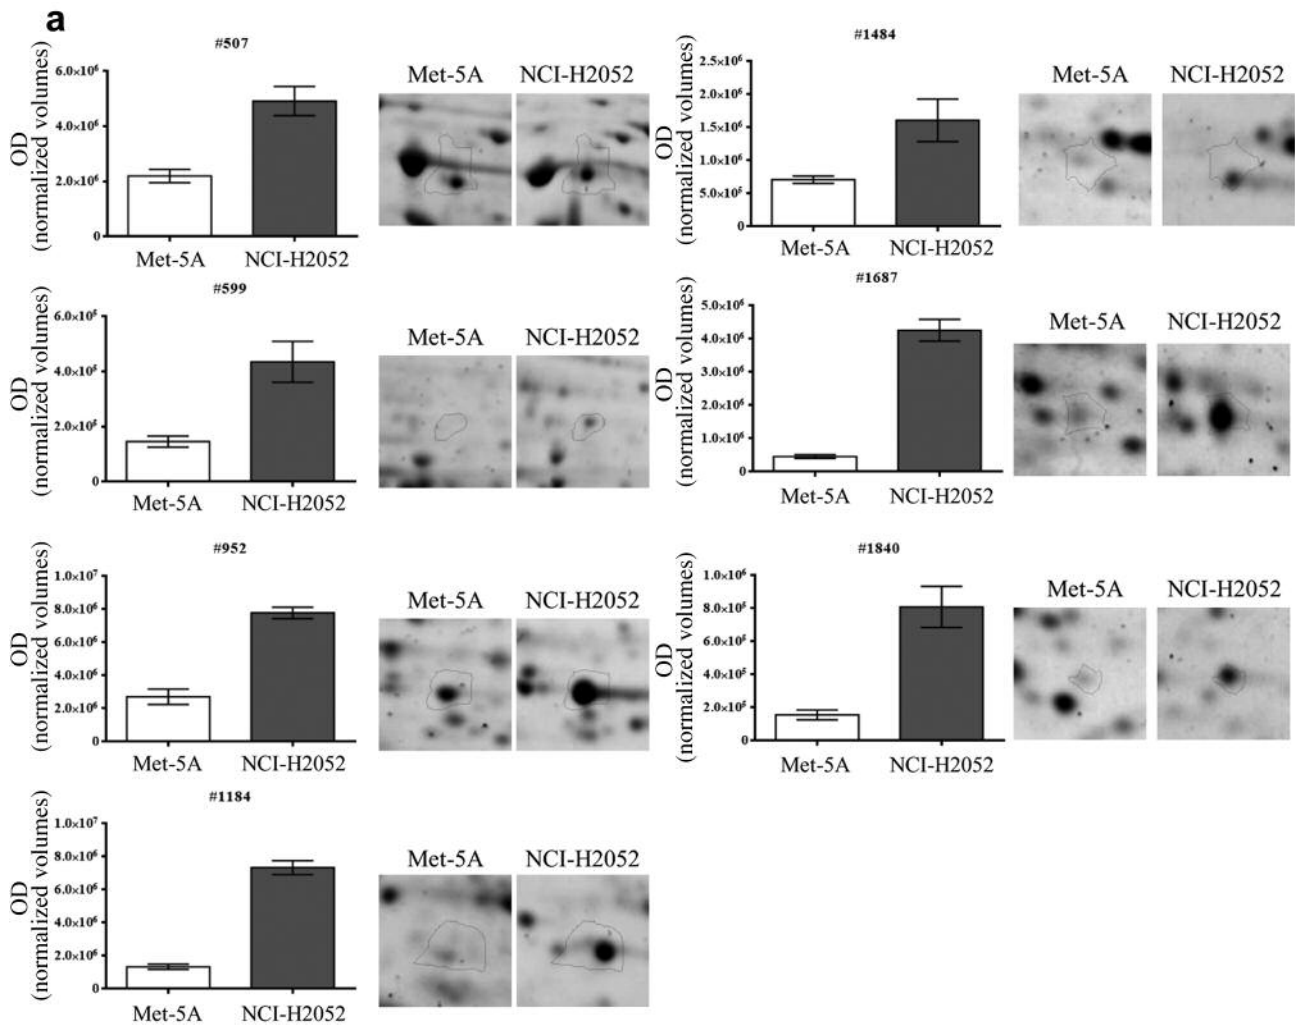 a
#507
OD
(normalized volumes)
6.0×10⁶
4.0×10⁶
2.0×10⁶
0
Met-5A NCI-H2052
Met-5A NCI-H2052
#1484
OD
(normalized volumes)
2.5×10⁶
2.0×10⁶
1.5×10⁶
1.0×10⁶
5.0×10⁵
0
Met-5A NCI-H2052
Met-5A NCI-H2052
#599
OD
(normalized volumes)
6.0×10⁵
4.0×10⁵
2.0×10⁵
0
Met-5A NCI-H2052
Met-5A NCI-H2052
#1687
OD
(normalized volumes)
5.0×10⁶
4.0×10⁶
3.0×10⁶
2.0×10⁶
1.0×10⁶
0
Met-5A NCI-H2052
Met-5A NCI-H2052
#952
OD
(normalized volumes)
1.0×10⁷
8.0×10⁶
6.0×10⁶
4.0×10⁶
2.0×10⁶
0
Met-5A NCI-H2052
Met-5A NCI-H2052
#1840
OD
(normalized volumes)
1.0×10⁶
8.0×10⁵
6.0×10⁵
4.0×10⁵
2.0×10⁵
0
Met-5A NCI-H2052
Met-5A NCI-H2052
#1184
OD
(normalized volumes)
1.0×10⁷
8.0×10⁶
6.0×10⁶
4.0×10⁶
2.0×10⁶
0
Met-5A NCI-H2052
Met-5A NCI-H2052